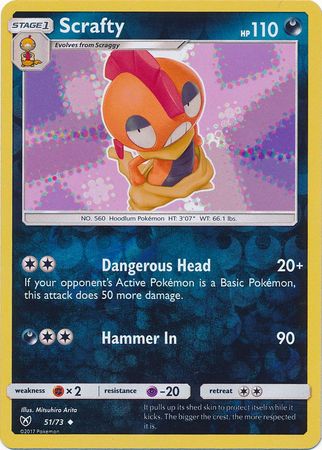 STAGE 1
Scrafty
HP 110
Evolves from Scraggy
NO. 560 Hoodlum Pokémon HT: 3'07" WT: 66.1 lbs.
Dangerous Head 20+
If your opponent's Active Pokémon is a Basic Pokémon,
this attack does 50 more damage.
Hammer In 90
weakness × 2 resistance -20 retreat
Illus. Mitsuhiro Arita
51/73
©2017 Pokémon
It pulls up its shed skin to protect itself while it
kicks. The bigger the crest, the more respected
it is.